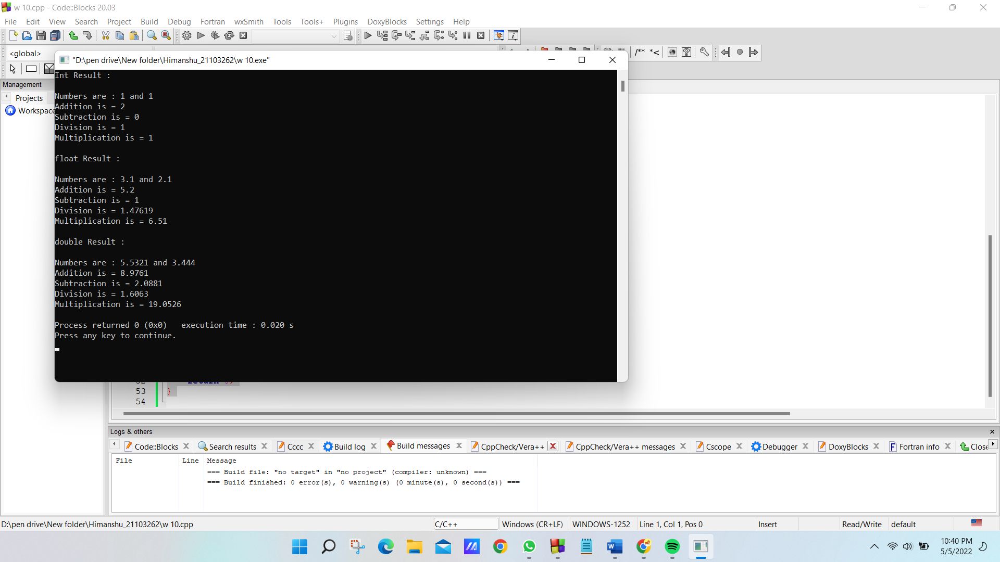 w 10.cpp - Code::Blocks 20.03
File Edit View Search Project Build Debug Fortran wxSmith Tools Tools+ Plugins DoxyBlocks Settings Help
<global>
/** *<
"D:\pen drive\New folder\Himanshu_21103262\w 10.exe"
Management
Projects
Workspace
Int Result :
Numbers are : 1 and 1
Addition is = 2
Subtraction is = 0
Division is = 1
Multiplication is = 1
float Result :
Numbers are : 3.1 and 2.1
Addition is = 5.2
Subtraction is = 1
Division is = 1.47619
Multiplication is = 6.51
double Result :
Numbers are : 5.5321 and 3.444
Addition is = 8.9761
Subtraction is = 2.0881
Division is = 1.6063
Multiplication is = 19.0526
Process returned 0 (0x0)   execution time : 0.020 s
Press any key to continue.
53 }
54
Logs & others
Code::Blocks Search results Cccc Build log Build messages CppCheck/Vera++ CppCheck/Vera++ messages Cscope Debugger DoxyBlocks Fortran info Close
File Line Message
=== Build file: "no target" in "no project" (compiler: unknown) ===
=== Build finished: 0 error(s), 0 warning(s) (0 minute(s), 0 second(s)) ===
D:\pen drive\New folder\Himanshu_21103262\w 10.cpp C/C++ Windows (CR+LF) WINDOWS-1252 Line 1, Col 1, Pos 0 Insert Read/Write default
10:40 PM
5/5/2022